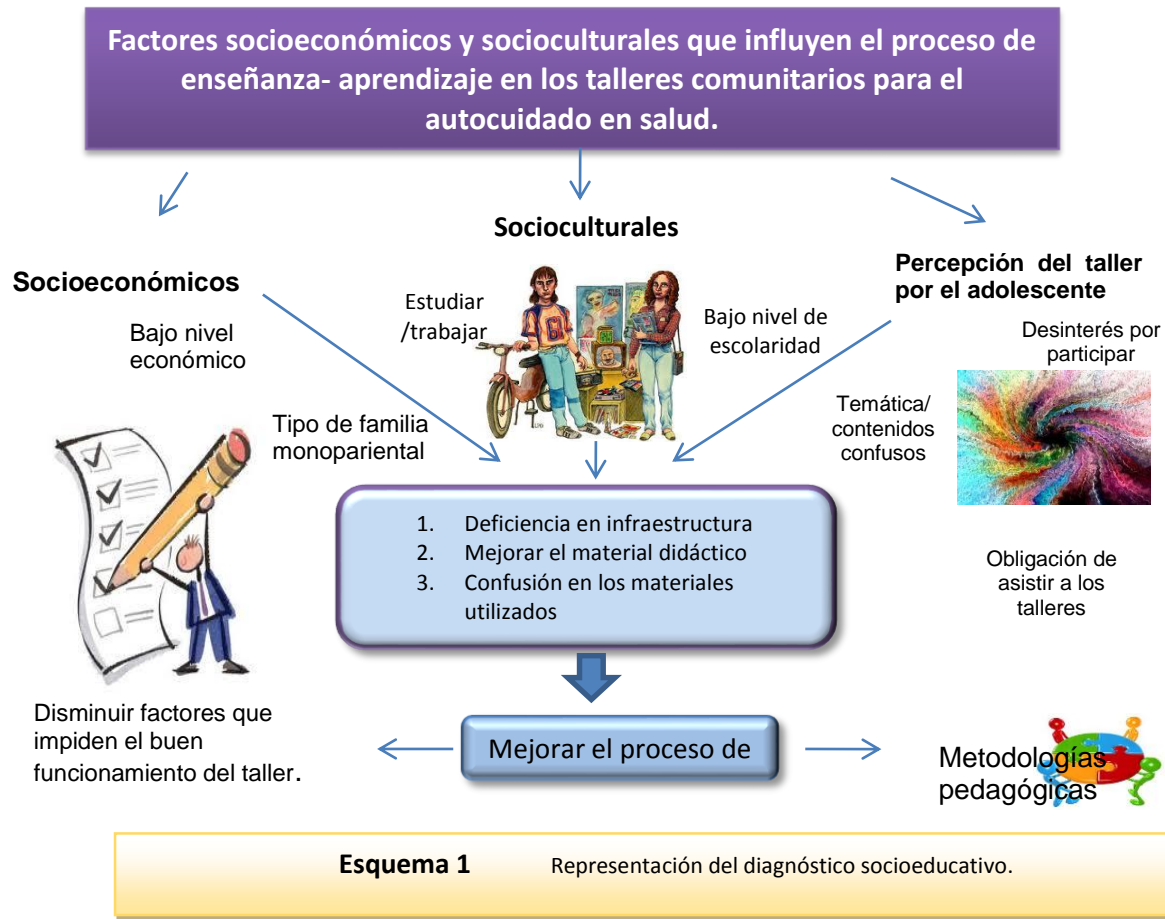 Factores socioeconómicos y socioculturales que influyen el proceso de
enseñanza- aprendizaje en los talleres comunitarios para el
autocuidado en salud.
Socioculturales
Socioeconómicos
Percepción del taller
por el adolescente
Estudiar
/trabajar
Bajo nivel de
escolaridad
Bajo nivel
económico
Desinterés por
participar
Tipo de familia
monopariental
Temática/
contenidos
confusos
1. Deficiencia en infraestructura
2. Mejorar el material didáctico
3. Confusión en los materiales
utilizados
Obligación de
asistir a los
talleres
Disminuir factores que
impiden el buen
funcionamiento del taller.
Mejorar el proceso de
Metodologías
pedagógicas
Esquema 1 Representación del diagnóstico socioeducativo.